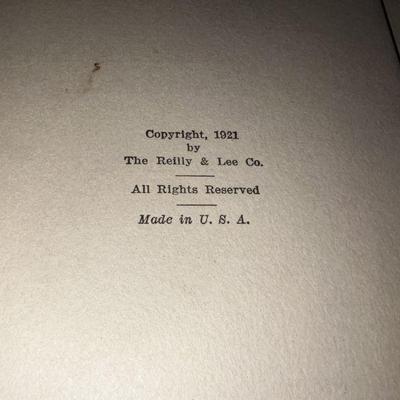 Copyright, 1921
by
The Reilly & Lee Co.
All Rights Reserved
Made in U. S. A.